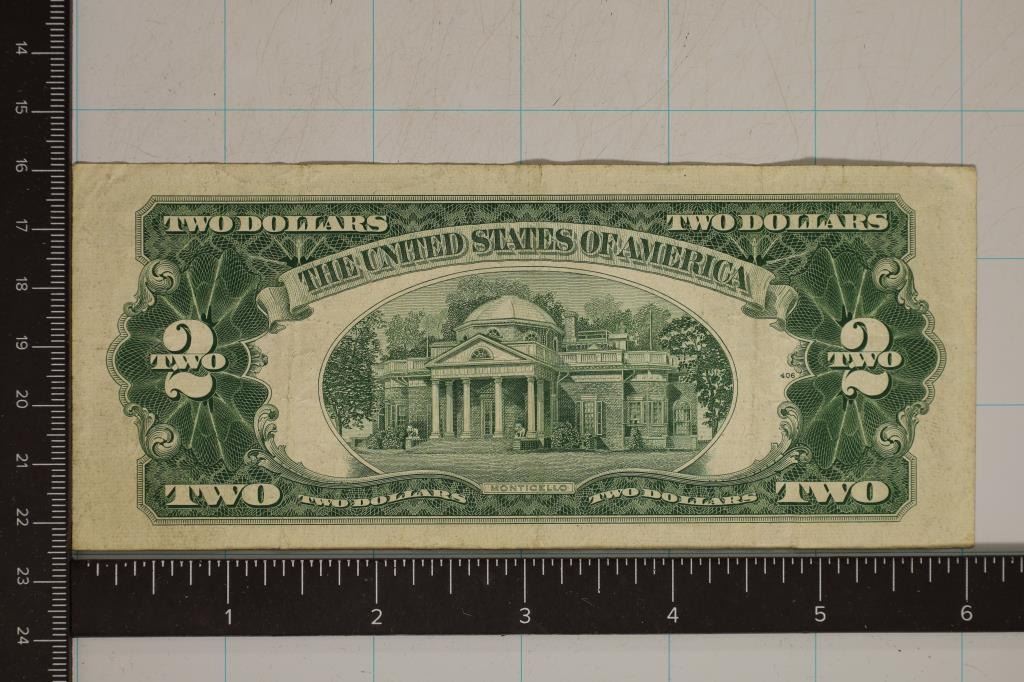 TWO DOLLARS TWO DOLLARS
THE UNITED STATES OF AMERICA
2 2
TWO TWO
406
TWO TWO DOLLARS MONTICELLO TWO DOLLARS TWO
14
15
16
17
18
19
20
21
22
23
24
1 2 3 4 5 6